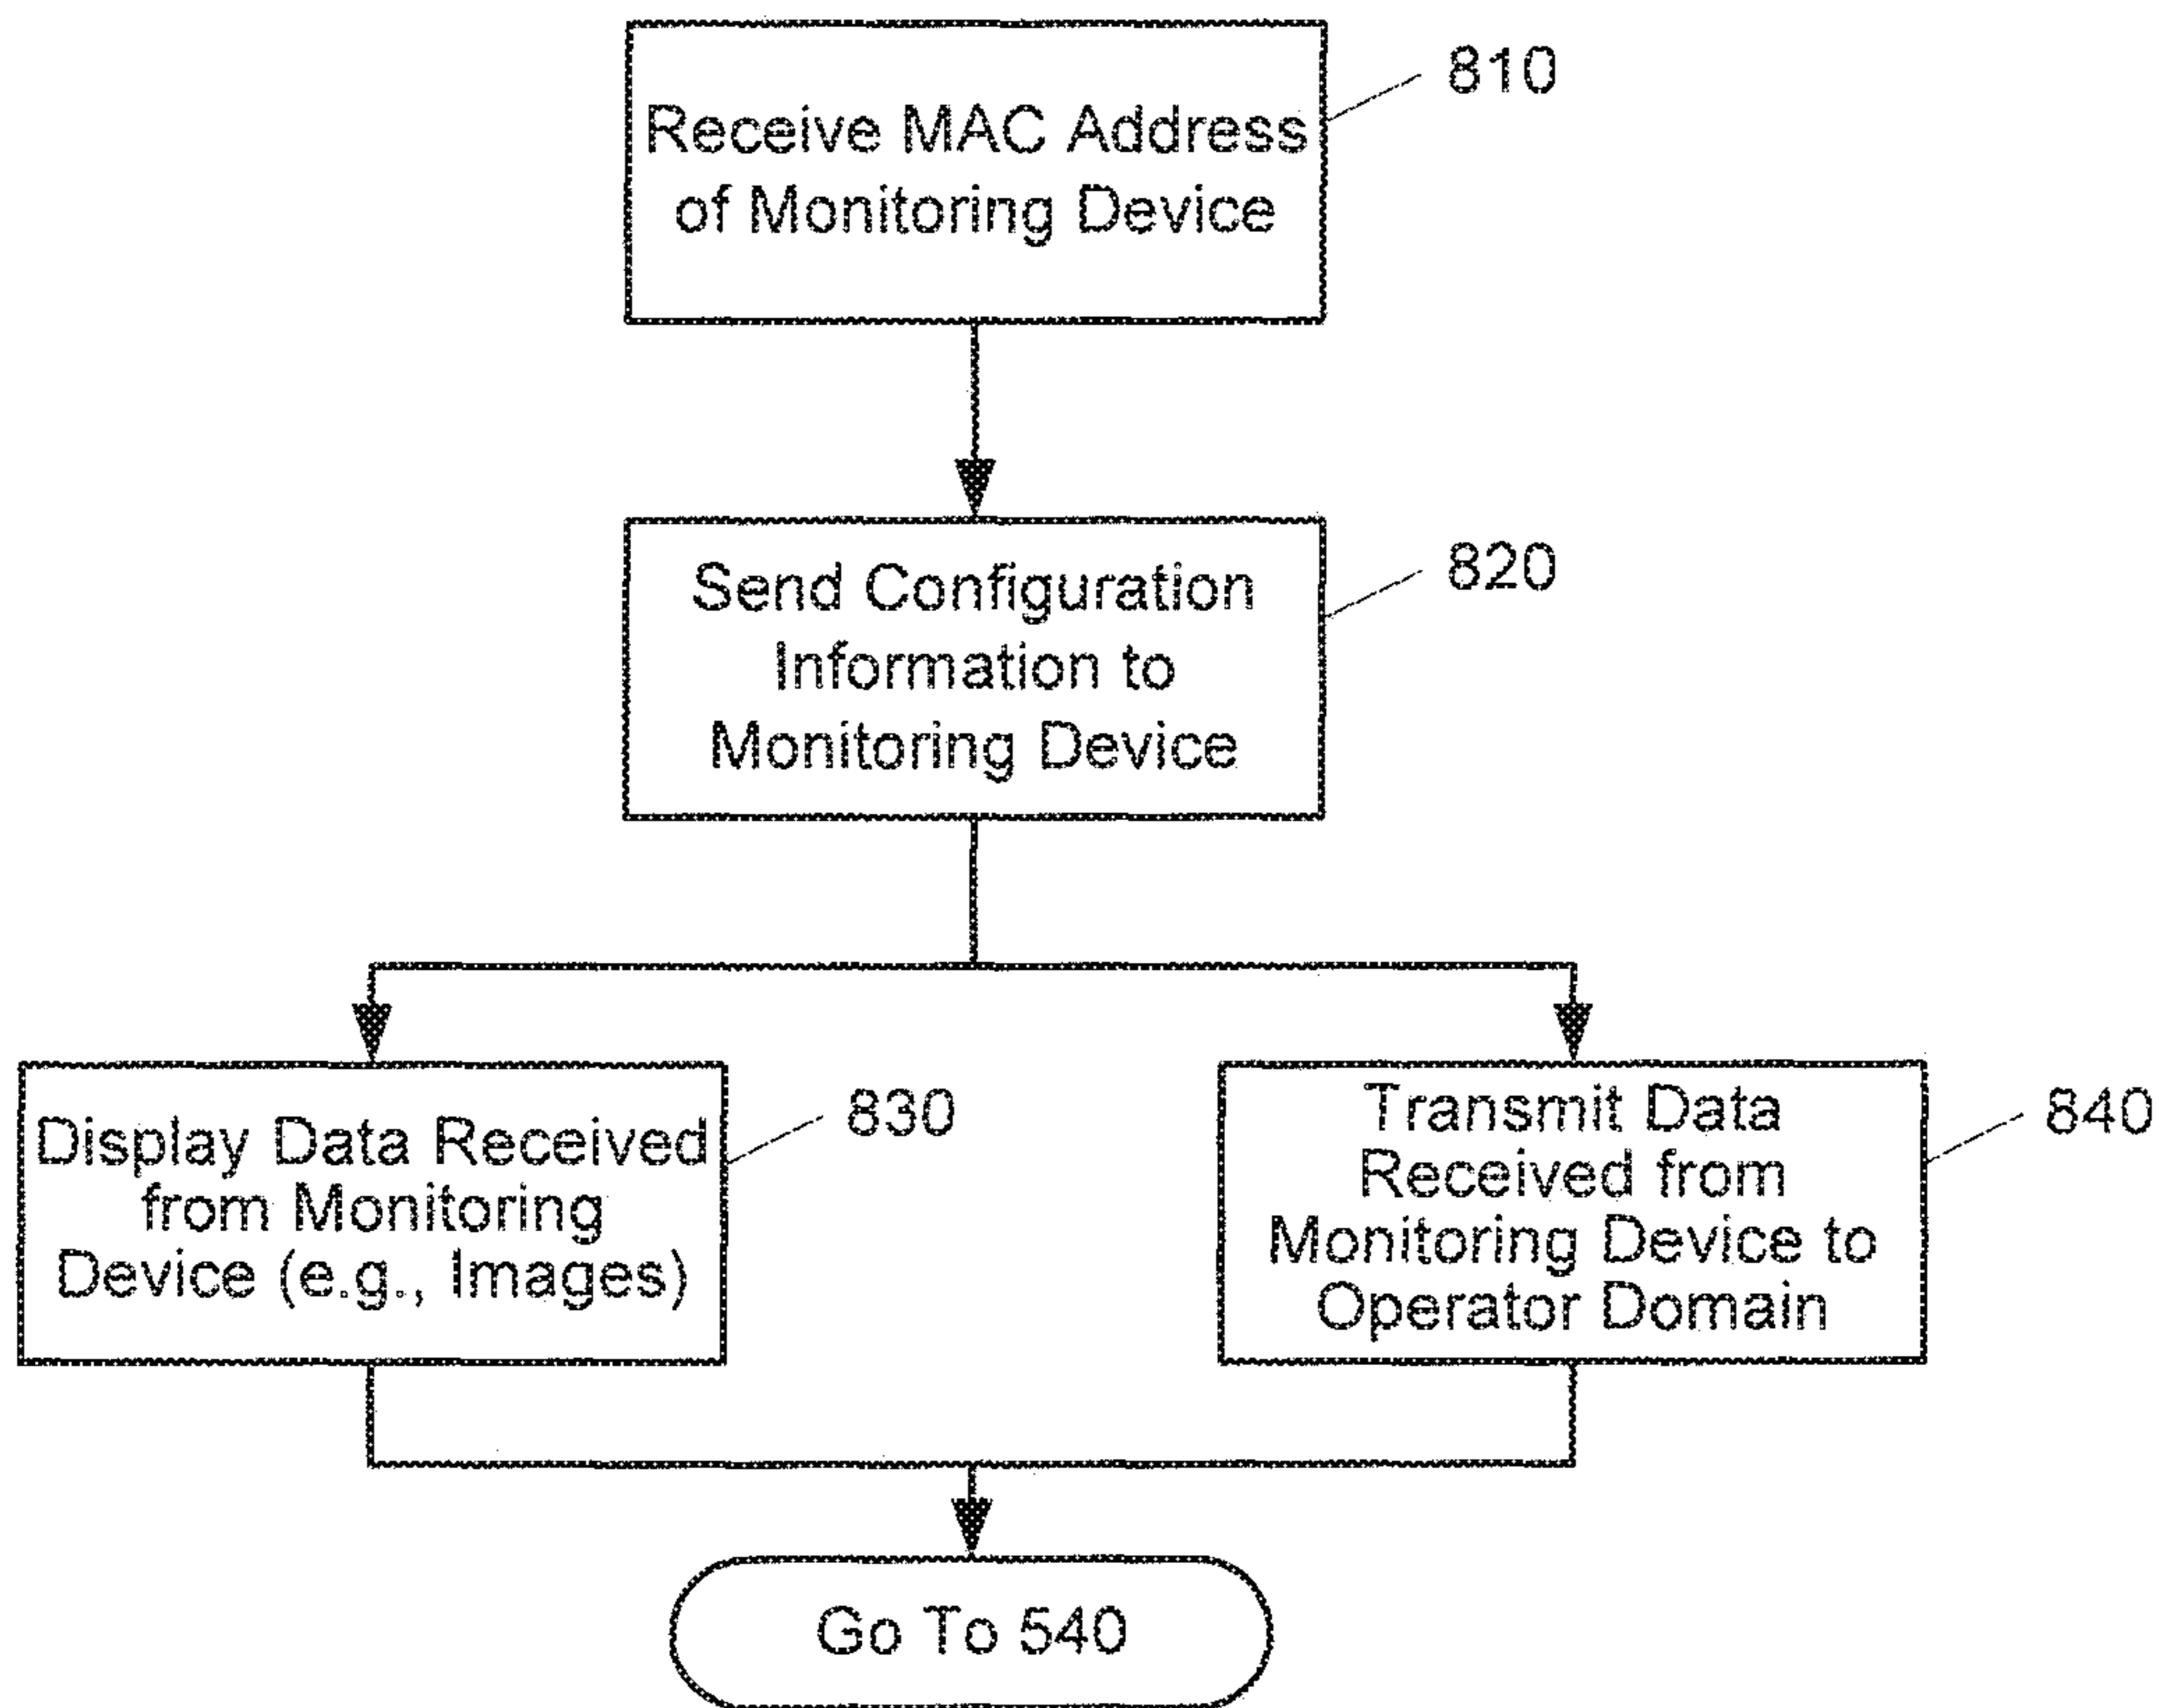 Receive MAC Address
of Monitoring Device
810
Send Configuration
Information to
Monitoring Device
820
Display Data Received
from Monitoring
Device (e.g., Images)
830
Transmit Data
Received from
Monitoring Device to
Operator Domain
840
Go To 540